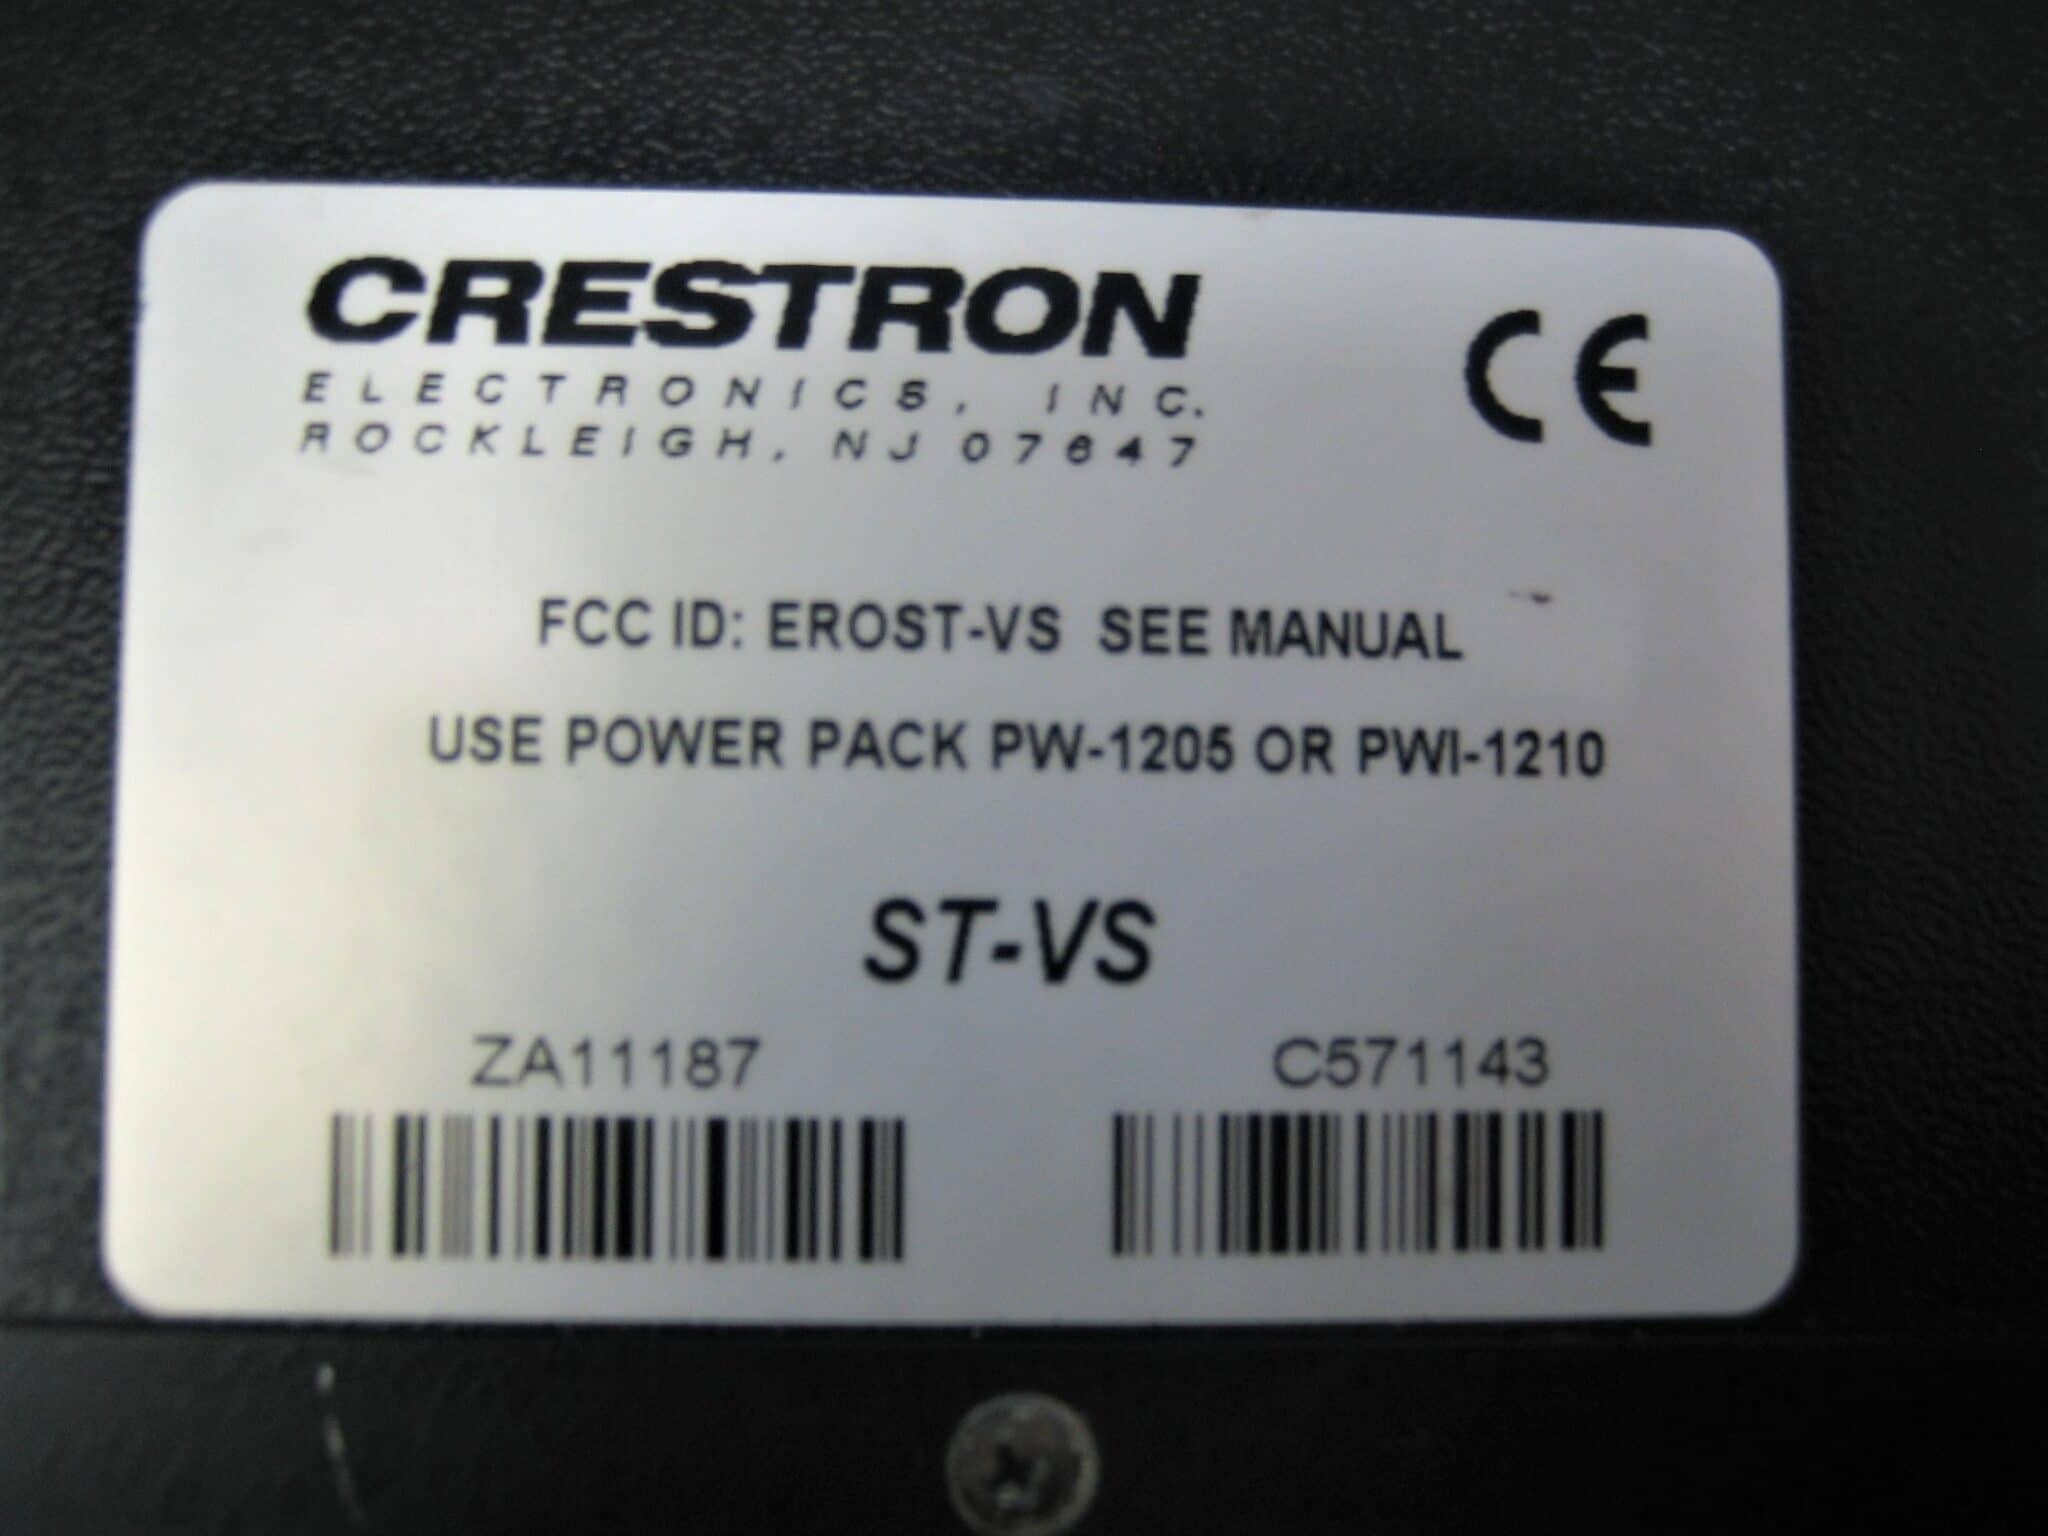 CRESTRON
ELECTRONICS, INC.
ROCKLEIGH, NJ 07647
CE
FCC ID: EROST-VS SEE MANUAL
USE POWER PACK PW-1205 OR PWI-1210
ST-VS
ZA11187 C571143